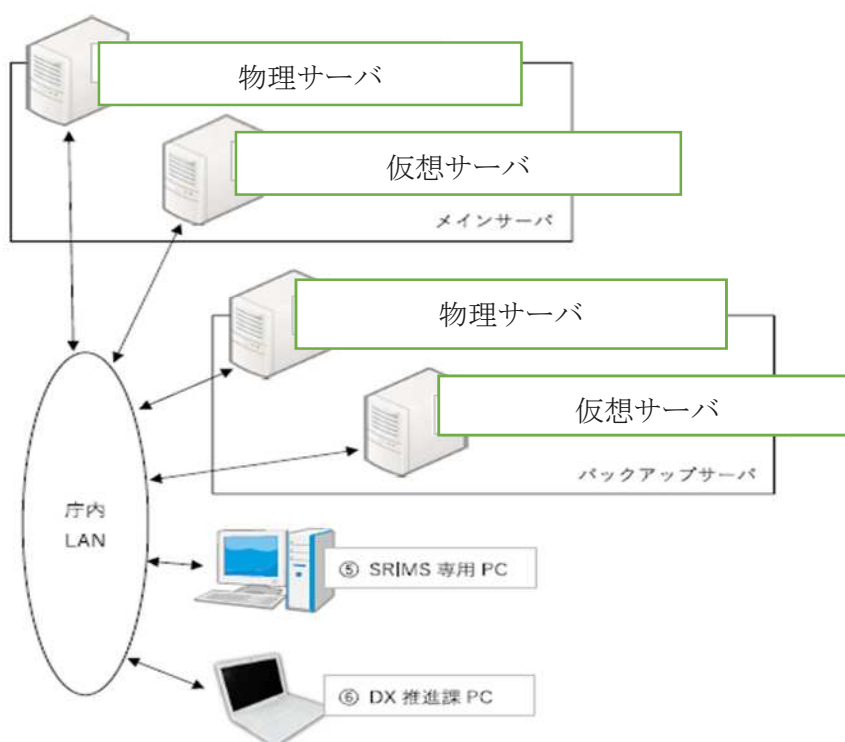 物理サーバ
仮想サーバ
メインサーバ
物理サーバ
仮想サーバ
バックアップサーバ
庁内
LAN
⑤ SRIMS 専用 PC
⑥ DX 推進課 PC